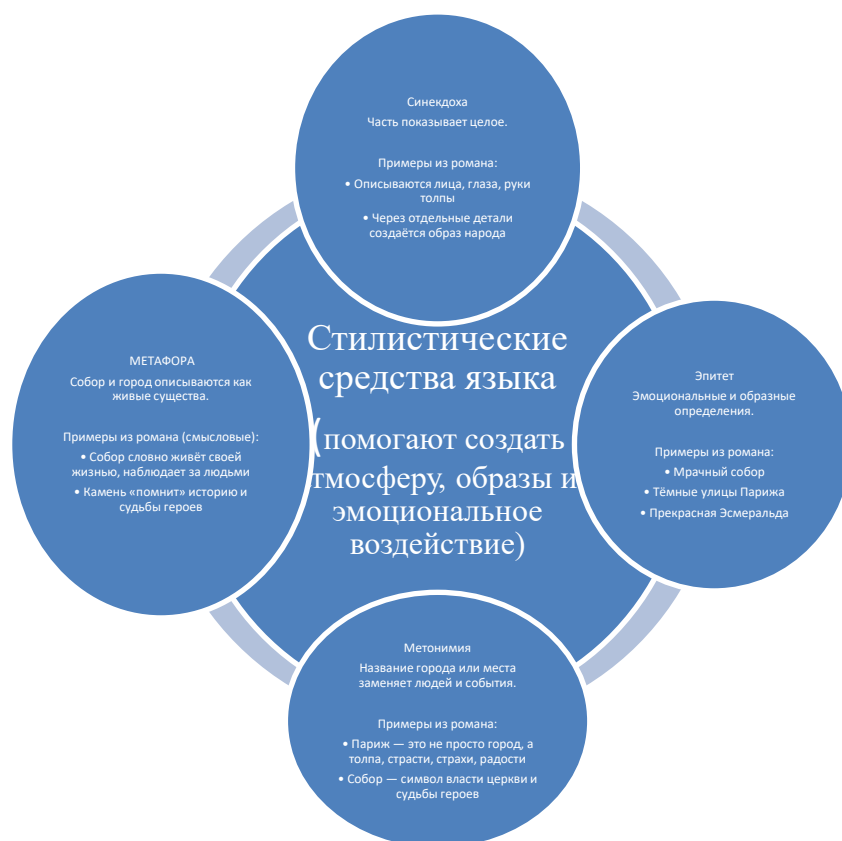 Синекдоха
Часть показывает целое.
Примеры из романа:
• Описываются лица, глаза, руки
толпы
• Через отдельные детали
создаётся образ народа
Стилистические
средства языка
(помогают создать
тмосферу, образы и
эмоциональное
воздействие)
МЕТАФОРА
Собор и город описываются как
живые существа.
Примеры из романа (смысловые):
• Собор словно живёт своей
жизнью, наблюдает за людьми
• Камень «помнит» историю и
судьбы героев
Эпитет
Эмоциональные и образные
определения.
Примеры из романа:
• Мрачный собор
• Тёмные улицы Парижа
• Прекрасная Эсмеральда
Метонимия
Название города или места
заменяет людей и события.
Примеры из романа:
• Париж — это не просто город, а
толпа, страсти, страхи, радости
• Собор — символ власти церкви и
судьбы героев